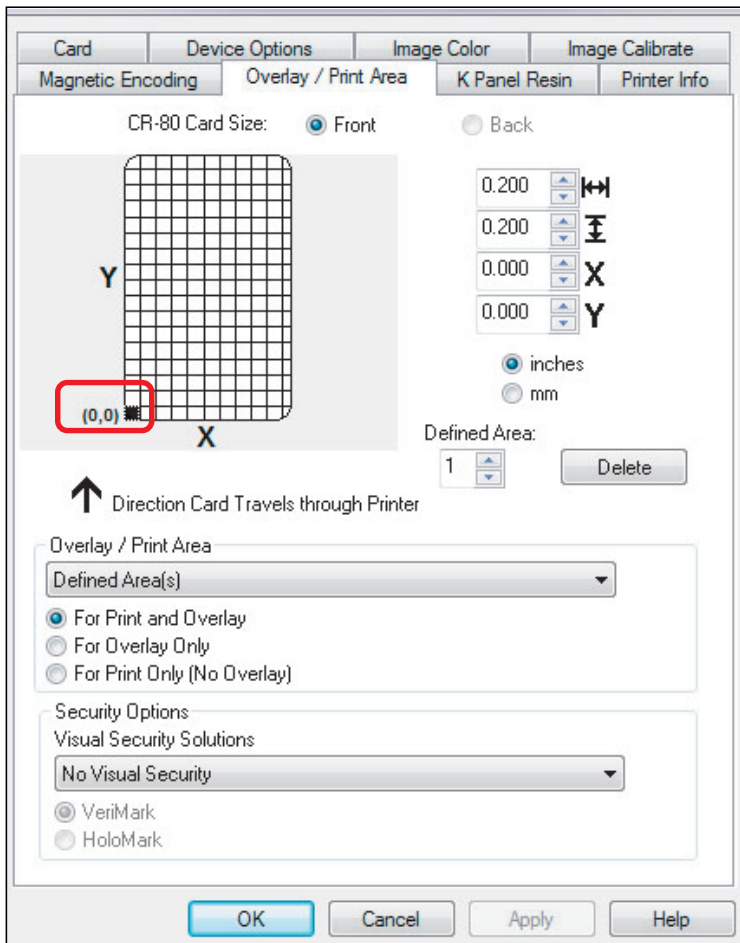 Card Device Options Image Color Image Calibrate
Magnetic Encoding Overlay / Print Area K Panel Resin Printer Info
CR-80 Card Size: Front Back
0.200
0.200
Y 0.000 X
0.000 Y
inches
mm
(0,0)
X
Defined Area:
1 Delete
Direction Card Travels through Printer
Overlay / Print Area
Defined Area(s)
For Print and Overlay
For Overlay Only
For Print Only (No Overlay)
Security Options
Visual Security Solutions
No Visual Security
VeriMark
HoloMark
OK Cancel Apply Help